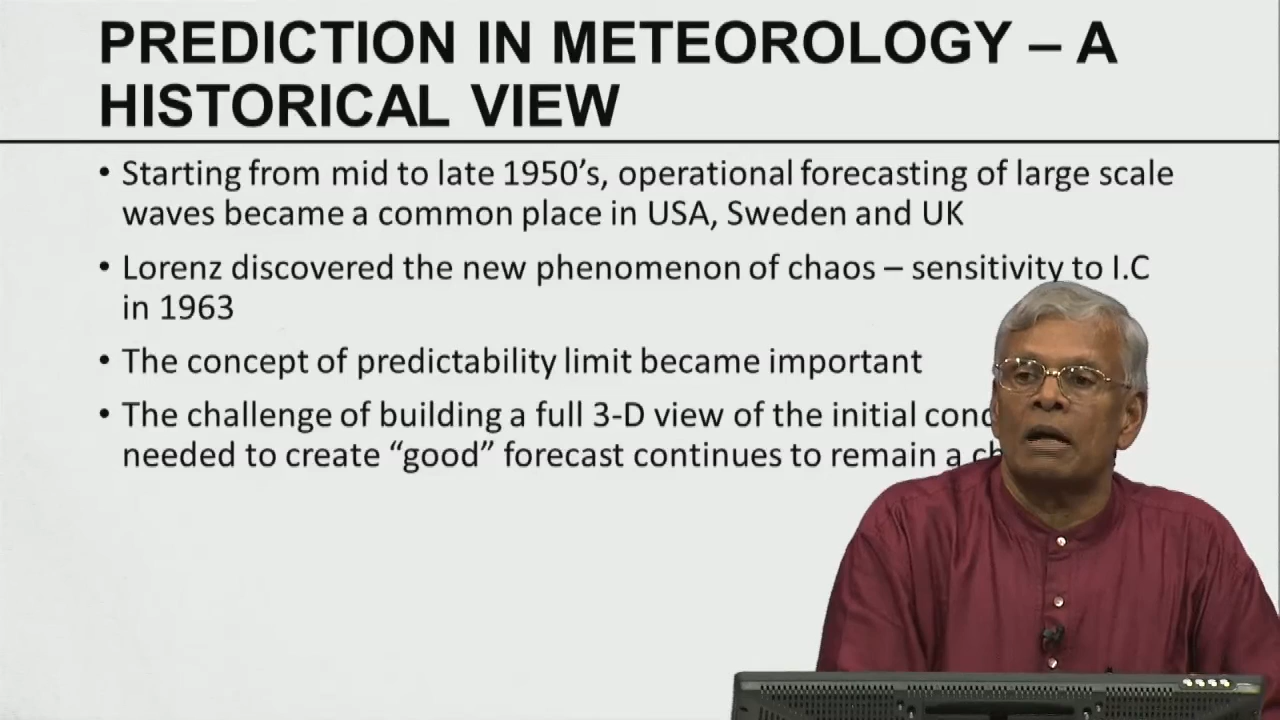 PREDICTION IN METEOROLOGY – A
HISTORICAL VIEW
• Starting from mid to late 1950’s, operational forecasting of large scale
waves became a common place in USA, Sweden and UK
• Lorenz discovered the new phenomenon of chaos – sensitivity to I.C
in 1963
• The concept of predictability limit became important
• The challenge of building a full 3-D view of the initial
needed to create “good” forecast continues to remain a